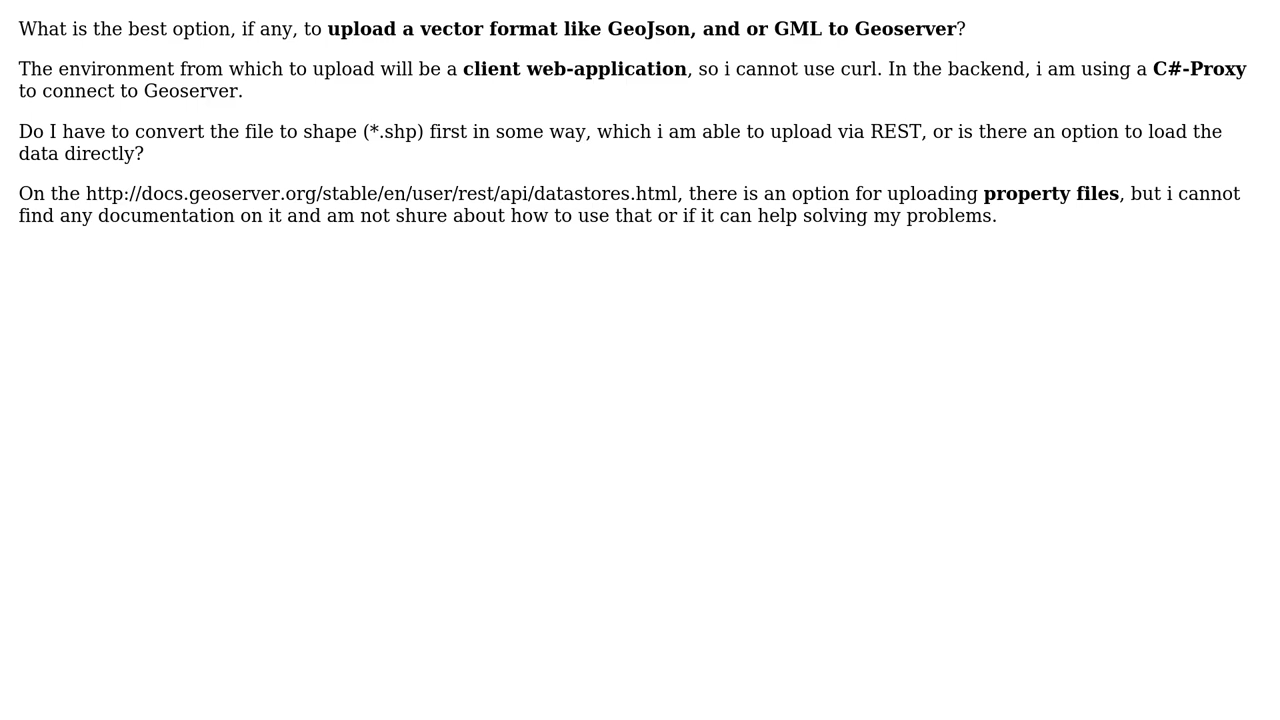 What is the best option, if any, to upload a vector format like GeoJson, and or GML to Geoserver?
The environment from which to upload will be a client web-application, so i cannot use curl. In the backend, i am using a C#-Proxy
to connect to Geoserver.
Do I have to convert the file to shape (*.shp) first in some way, which i am able to upload via REST, or is there an option to load the
data directly?
On the http://docs.geoserver.org/stable/en/user/rest/api/datastores.html, there is an option for uploading property files, but i cannot
find any documentation on it and am not shure about how to use that or if it can help solving my problems.